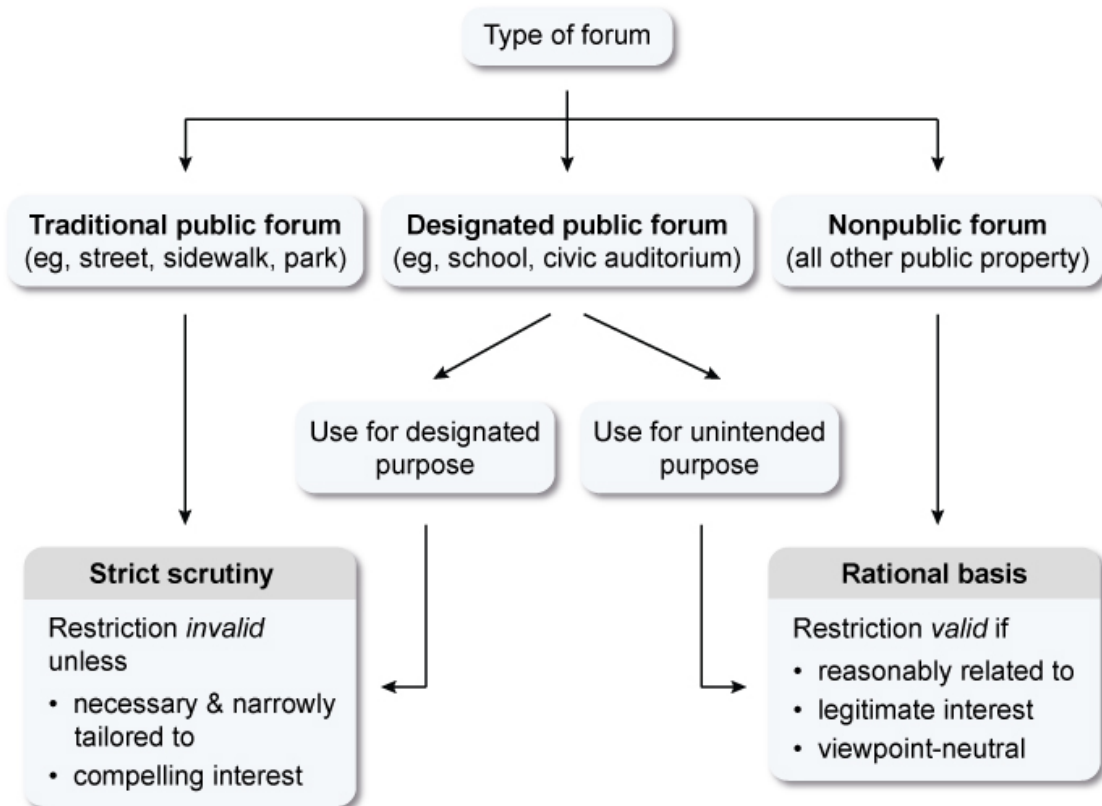 Type of forum
Traditional public forum
(eg, street, sidewalk, park)
Designated public forum
(eg, school, civic auditorium)
Nonpublic forum
(all other public property)
Use for designated
purpose
Use for unintended
purpose
Strict scrutiny
Restriction invalid
unless
• necessary & narrowly
tailored to
• compelling interest
Rational basis
Restriction valid if
• reasonably related to
• legitimate interest
• viewpoint-neutral